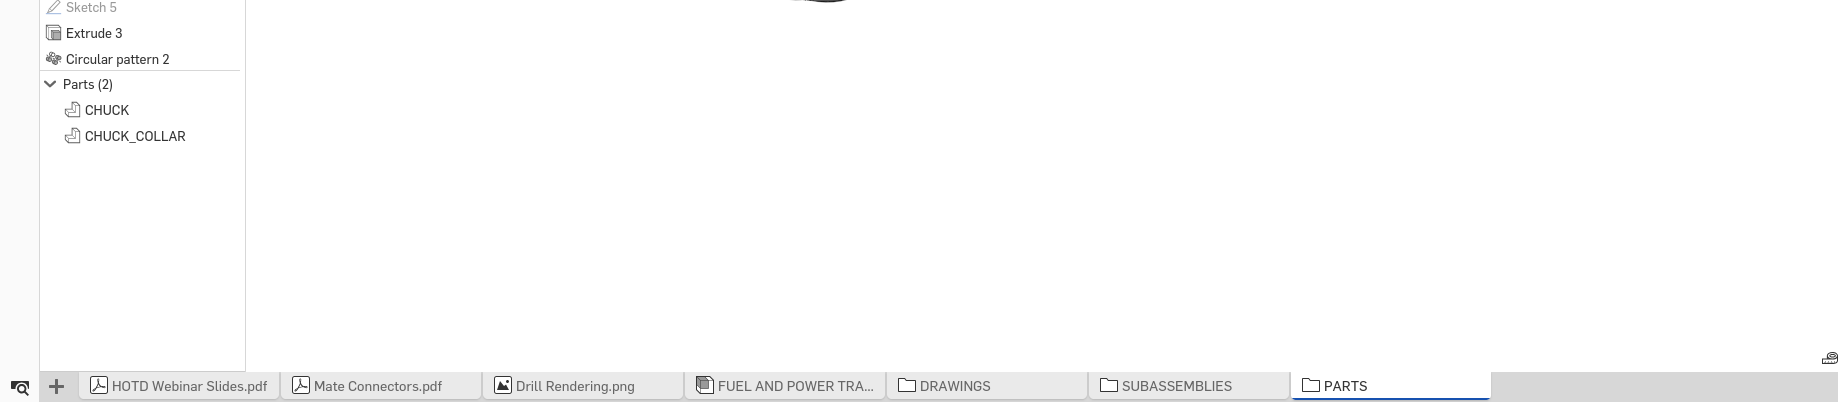 Sketch 5
Extrude 3
Circular pattern 2
Parts (2)
CHUCK
CHUCK_COLLAR
HOTD Webinar Slides.pdf
Mate Connectors.pdf
Drill Rendering.png
FUEL AND POWER TRA...
DRAWINGS
SUBASSEMBLIES
PARTS